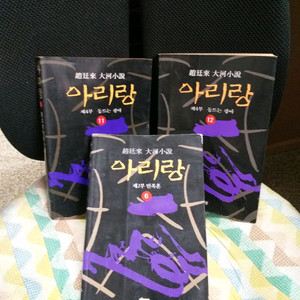 趙廷來 大河小說
아리랑
제4부 동트는 광야
11
趙廷來 大河小說
아리랑
제4부 동트는 광야
12
趙廷來 大河小說
아리랑
제2부 민족혼
6